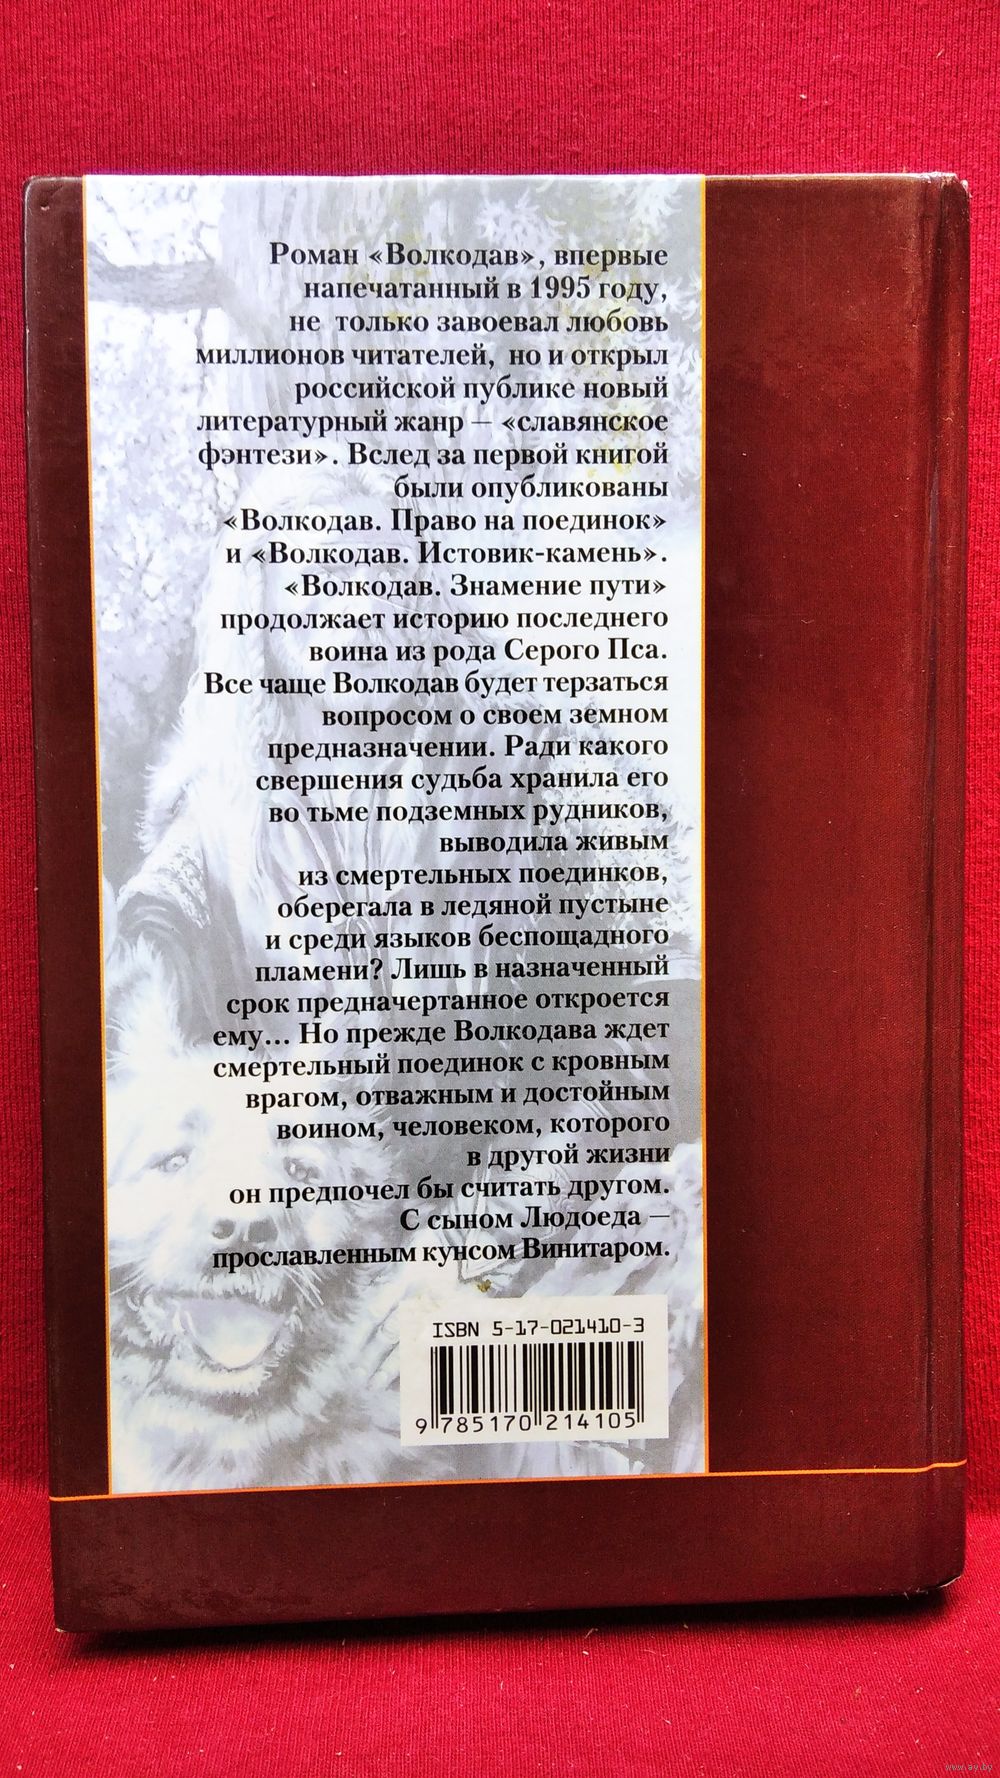 Роман «Волкодав», впервые
напечатанный в 1995 году,
не только завоевал любовь
миллионов читателей, но и открыл
российской публике новый
литературный жанр — «славянское
фэнтези». Вслед за первой книгой
были опубликованы
«Волкодав. Право на поединок»
и «Волкодав. Истовик-камень».
«Волкодав. Знамение пути»
продолжает историю последнего
воина из рода Серого Пса.
Все чаще Волкодав будет терзаться
вопросом о своем земном
предназначении. Ради какого
свершения судьба хранила его
во тьме подземных рудников,
выводила живым
из смертельных поединков,
оберегала в ледяной пустыне
и среди языков беспощадного
пламени? Лишь в назначенный
срок предначертанное откроется
ему... Но прежде Волкодава ждет
смертельный поединок с кровным
врагом, отважным и достойным
воином, человеком, которого
в другой жизни
он предпочел бы считать другом.
С сыном Людоеда —
прославленным кунсом Винитаром.
ISBN 5-17-021410-3
9 785170 214105
www.ay.by